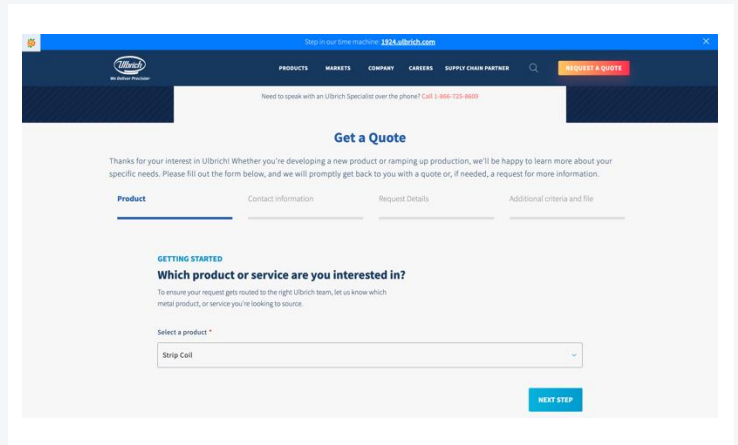 Step in our time machine: 1924.ulbrich.com
Ulbrich
We Deliver Precision
PRODUCTS MARKETS COMPANY CAREERS SUPPLY CHAIN PARTNER REQUEST A QUOTE
Need to speak with an Ulbrich Specialist over the phone? Call 1-866-725-8609
Get a Quote
Thanks for your interest in Ulbrich! Whether you're developing a new product or ramping up production, we'll be happy to learn more about your
specific needs. Please fill out the form below, and we will promptly get back to you with a quote or, if needed, a request for more information.
Product Contact Information Request Details Additional criteria and file
GETTING STARTED
Which product or service are you interested in?
To ensure your request gets routed to the right Ulbrich team, let us know which
metal product, or service you're looking to source.
Select a product *
Strip Coil
NEXT STEP